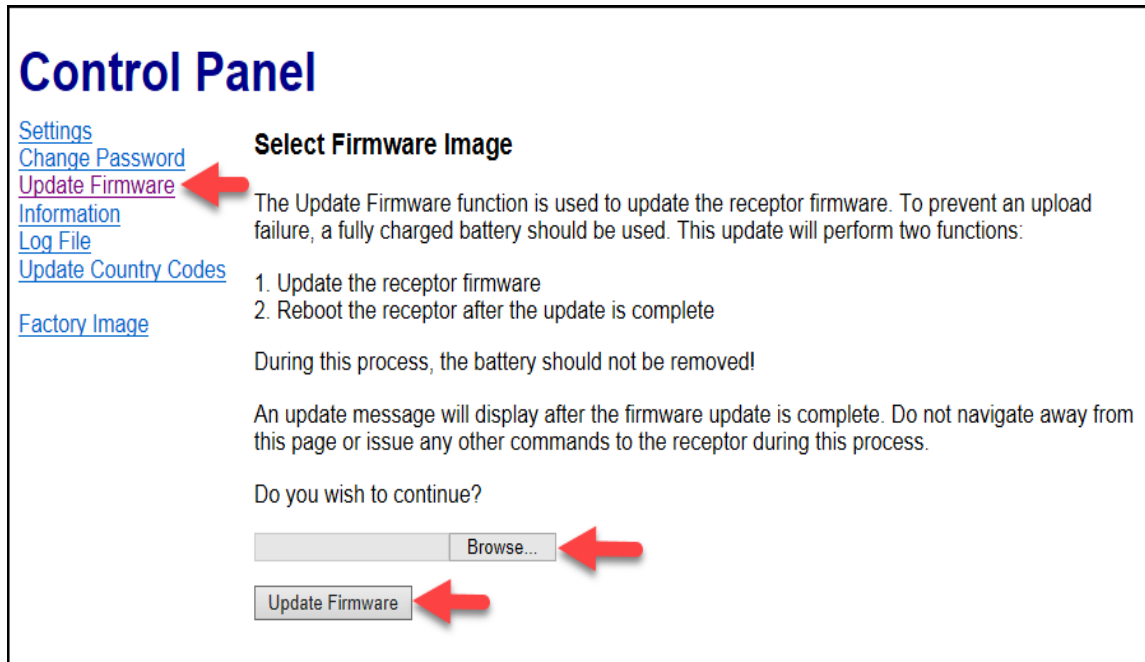 Control Panel
Settings
Change Password
Update Firmware
Information
Log File
Update Country Codes
Factory Image
Select Firmware Image
The Update Firmware function is used to update the receptor firmware. To prevent an upload
failure, a fully charged battery should be used. This update will perform two functions:
1. Update the receptor firmware
2. Reboot the receptor after the update is complete
During this process, the battery should not be removed!
An update message will display after the firmware update is complete. Do not navigate away from
this page or issue any other commands to the receptor during this process.
Do you wish to continue?
Browse...
Update Firmware